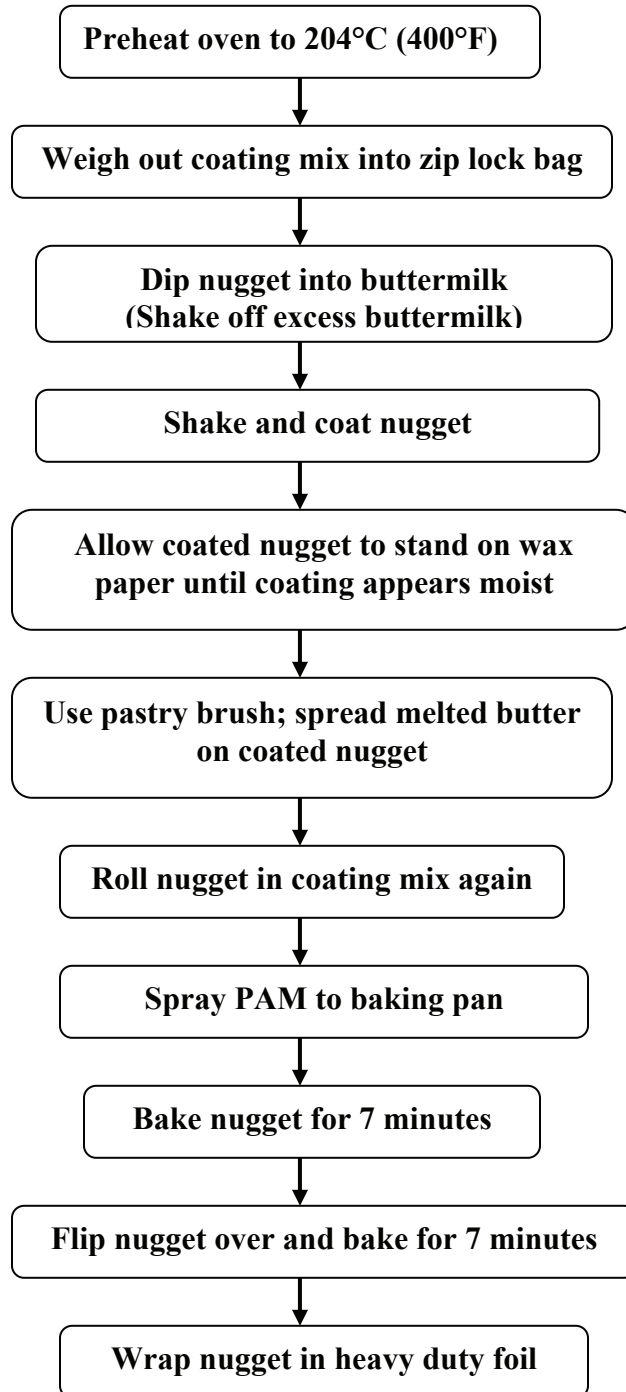 Preheat oven to 204°C (400°F)
Weigh out coating mix into zip lock bag
Dip nugget into buttermilk
(Shake off excess buttermilk)
Shake and coat nugget
Allow coated nugget to stand on wax
paper until coating appears moist
Use pastry brush; spread melted butter
on coated nugget
Roll nugget in coating mix again
Spray PAM to baking pan
Bake nugget for 7 minutes
Flip nugget over and bake for 7 minutes
Wrap nugget in heavy duty foil